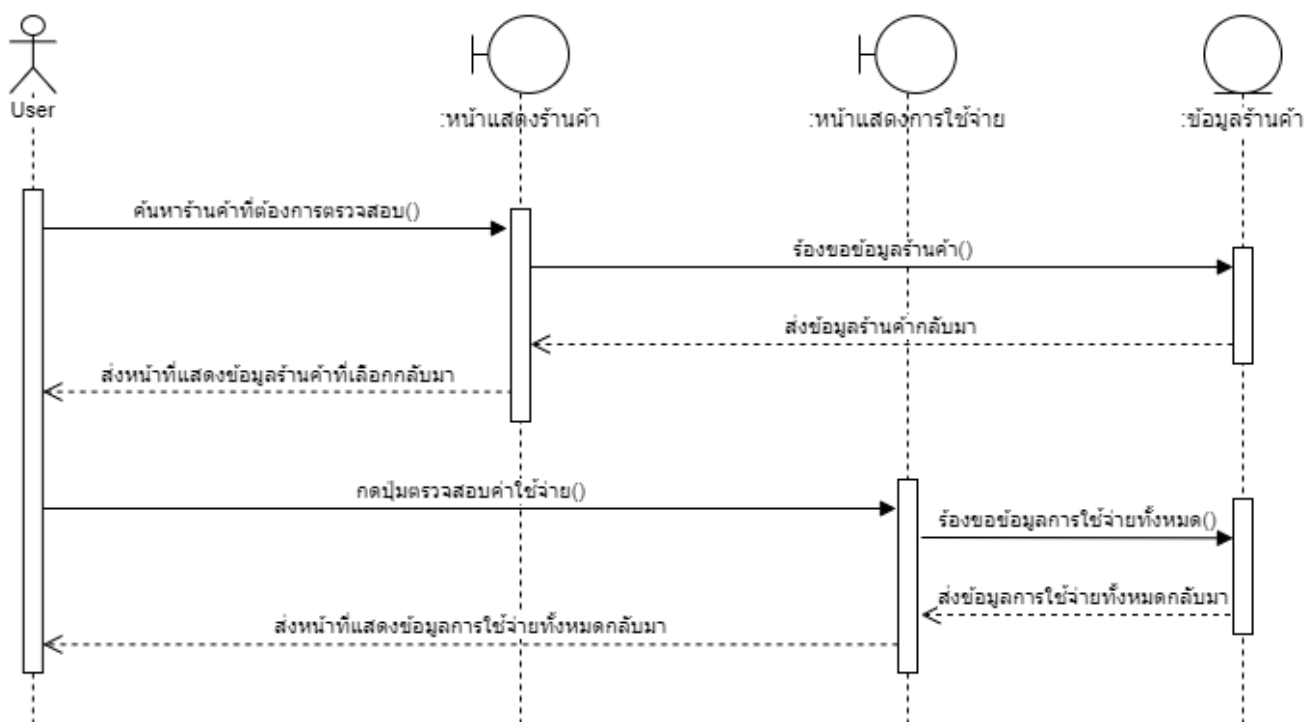 User
:หน้าแสดงร้านค้า
:หน้าแสดงการใช้จ่าย
:ข้อมูลร้านค้า
ค้นหาร้านค้าที่ต้องการตรวจสอบ()
ร้องขอข้อมูลร้านค้า()
ส่งข้อมูลร้านค้ากลับมา
ส่งหน้าที่แสดงข้อมูลร้านค้าที่เลือกกลับมา
กดปุ่มตรวจสอบค่าใช้จ่าย()
ร้องขอข้อมูลการใช้จ่ายทั้งหมด()
ส่งข้อมูลการใช้จ่ายทั้งหมดกลับมา
ส่งหน้าที่แสดงข้อมูลการใช้จ่ายทั้งหมดกลับมา